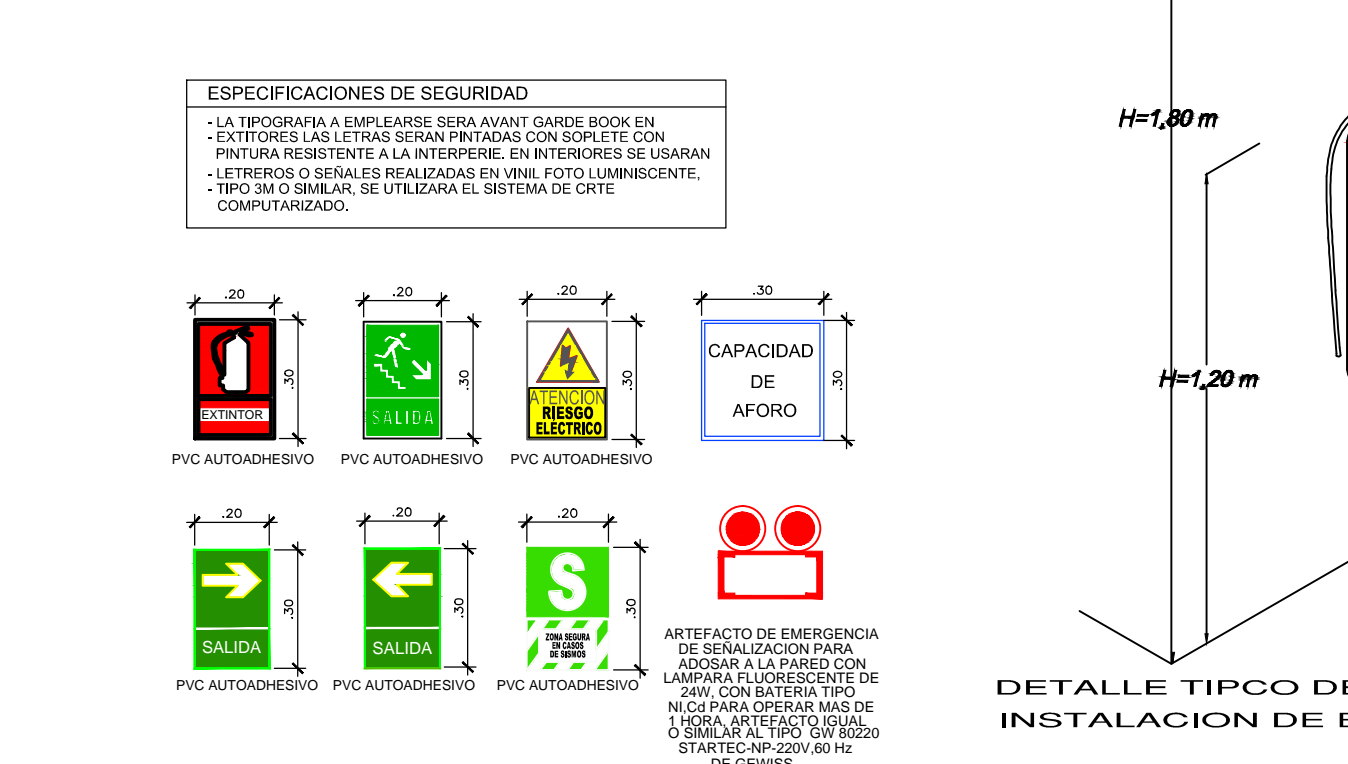 ESPECIFICACIONES DE SEGURIDAD
- LA TIPOGRAFIA A EMPLEARSE SERA AVANT GARDE BOOK EN
- EXTITORES LAS LETRAS SERAN PINTADAS CON SOPLETE CON
PINTURA RESISTENTE A LA INTERPERIE. EN INTERIORES SE USARAN
- LETREROS O SEÑALES REALIZADAS EN VINIL FOTO LUMINISCENTE,
- TIPO 3M O SIMILAR, SE UTILIZARA EL SISTEMA DE CRTE
COMPUTARIZADO.
.20
.30
EXTINTOR
PVC AUTOADHESIVO
.20
.30
SALIDA
PVC AUTOADHESIVO
.20
.30
ATENCION
RIESGO
ELÉCTRICO
PVC AUTOADHESIVO
.30
.30
CAPACIDAD
DE
AFORO
.20
.30
SALIDA
PVC AUTOADHESIVO
.20
.30
SALIDA
PVC AUTOADHESIVO
.20
.30
S
ZONA SEGURA
EN CASOS
DE SISMOS
PVC AUTOADHESIVO
ARTEFACTO DE EMERGENCIA
DE SEÑALIZACION PARA
ADOSAR A LA PARED CON
LAMPARA FLUORESCENTE DE
24W, CON BATERIA TIPO
NI,Cd PARA OPERAR MAS DE
1 HORA, ARTEFACTO IGUAL
O SIMILAR AL TIPO GW 80220
STARTEC-NP-220V,60 Hz
DE GEWISS
H=1,80 m
H=1,20 m
DETALLE TIPCO DE
INSTALACION DE E